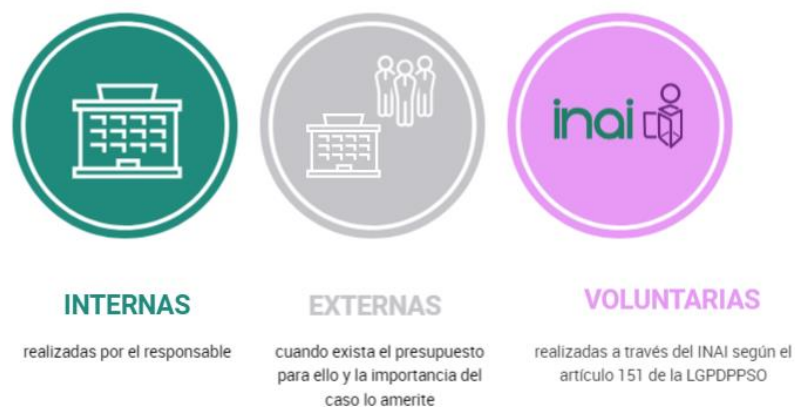 inai
INTERNAS
realizadas por el responsable
EXTERNAS
cuando exista el presupuesto
para ello y la importancia del
caso lo amerite
VOLUNTARIAS
realizadas a través del INAI según el
artículo 151 de la LGPDPPSO